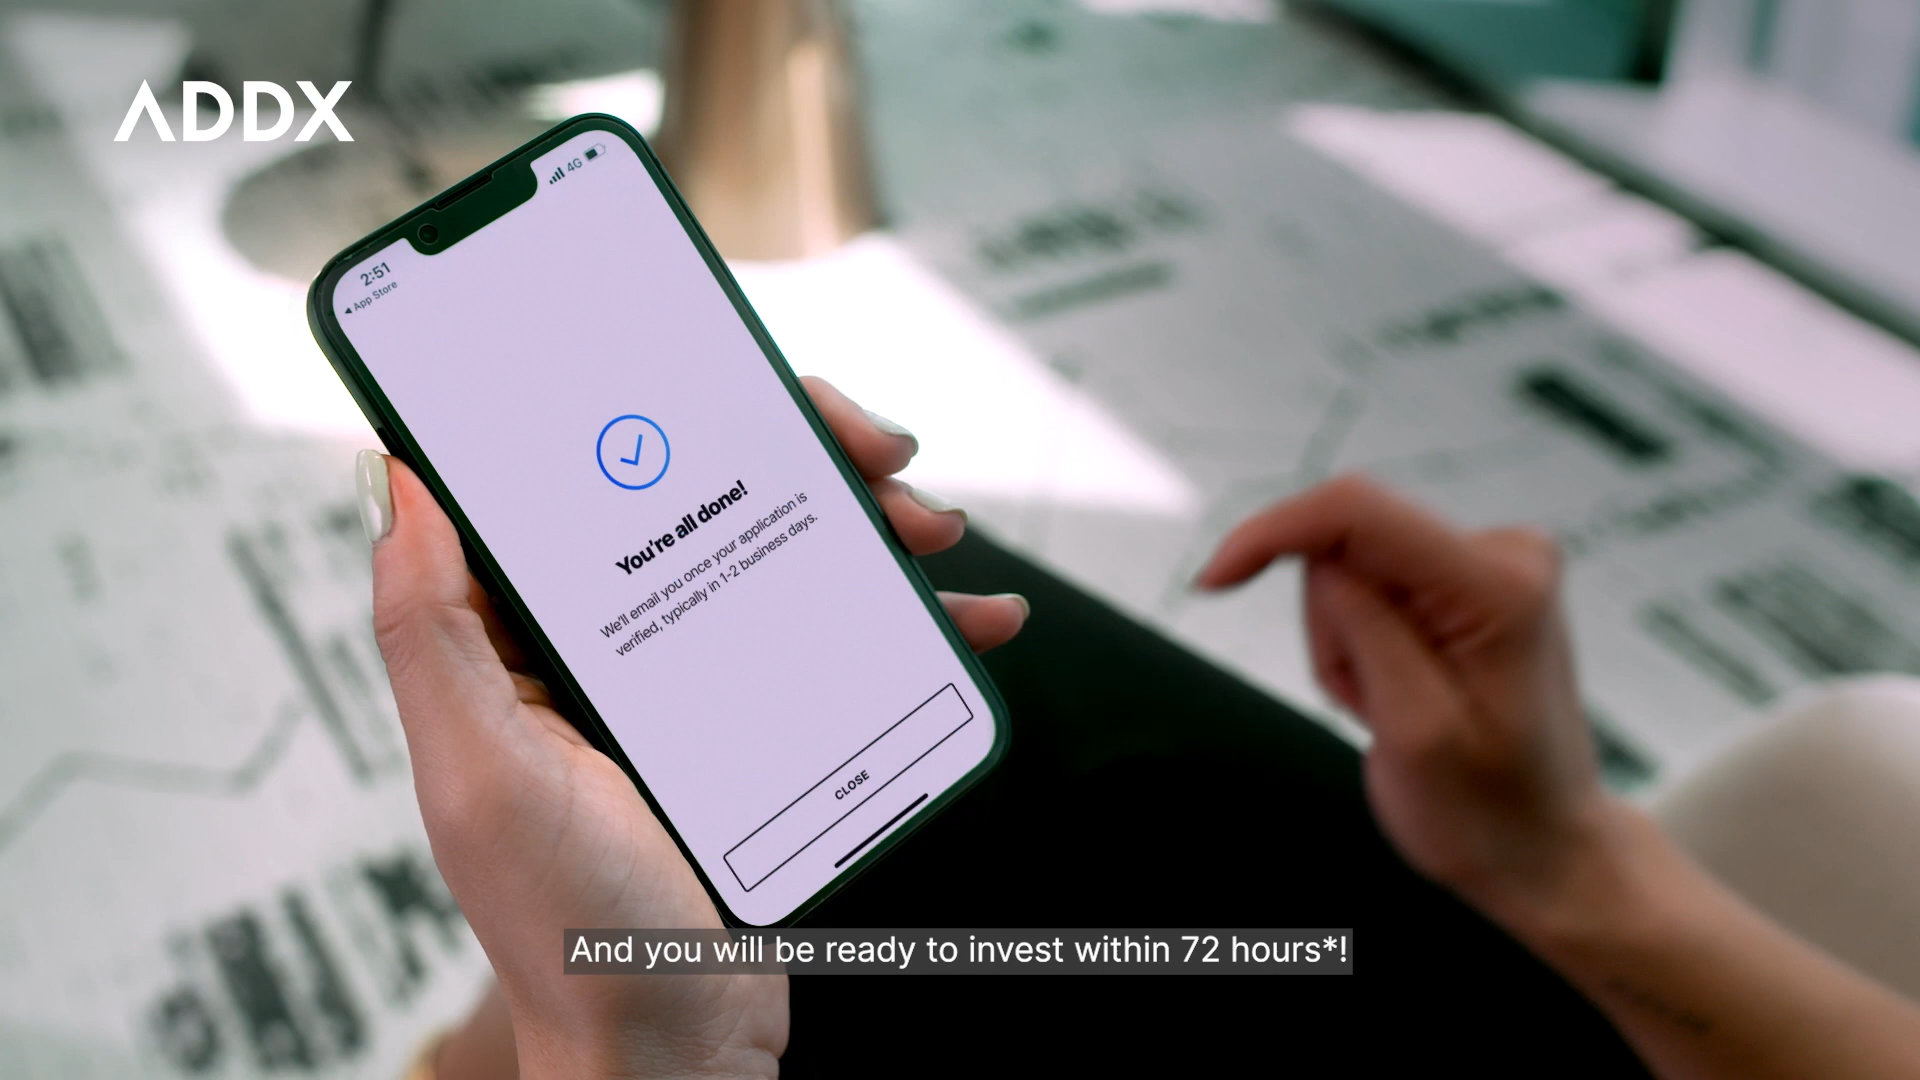 ADDX
2:51
◀ App Store
4G
You're all done!
We'll email you once your application is
verified, typically in 1-2 business days.
CLOSE
And you will be ready to invest within 72 hours*!